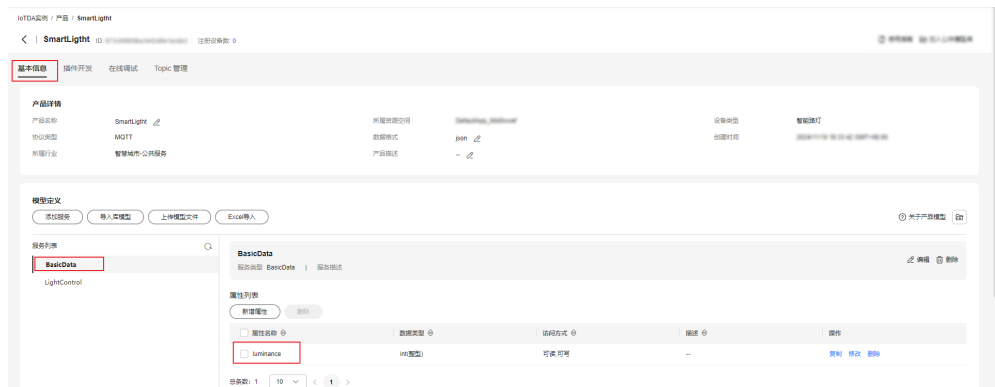 IoTDA实例 / 产品 / SmartLigtht
SmartLigtht ID: 注册设备数 0
基本信息 插件开发 在线调试 Topic 管理
产品详情
产品名称 SmartLigtht 所属资源空间 设备类型 智能路灯
协议类型 MQTT 数据格式 json 创建时间
所属行业 智慧城市-公共服务 产品描述 --
模型定义
添加服务 导入库模型 上传模型文件 Excel导入 关于产品模型
服务列表
BasicData
LightControl
BasicData
服务类型 BasicData | 服务描述
编辑 删除
属性列表
新增属性 删除
属性名称 数据类型 访问方式 描述 操作
luminance int(整型) 可读,可写 -- 复制 修改 删除
总条数: 1 10 < 1 >